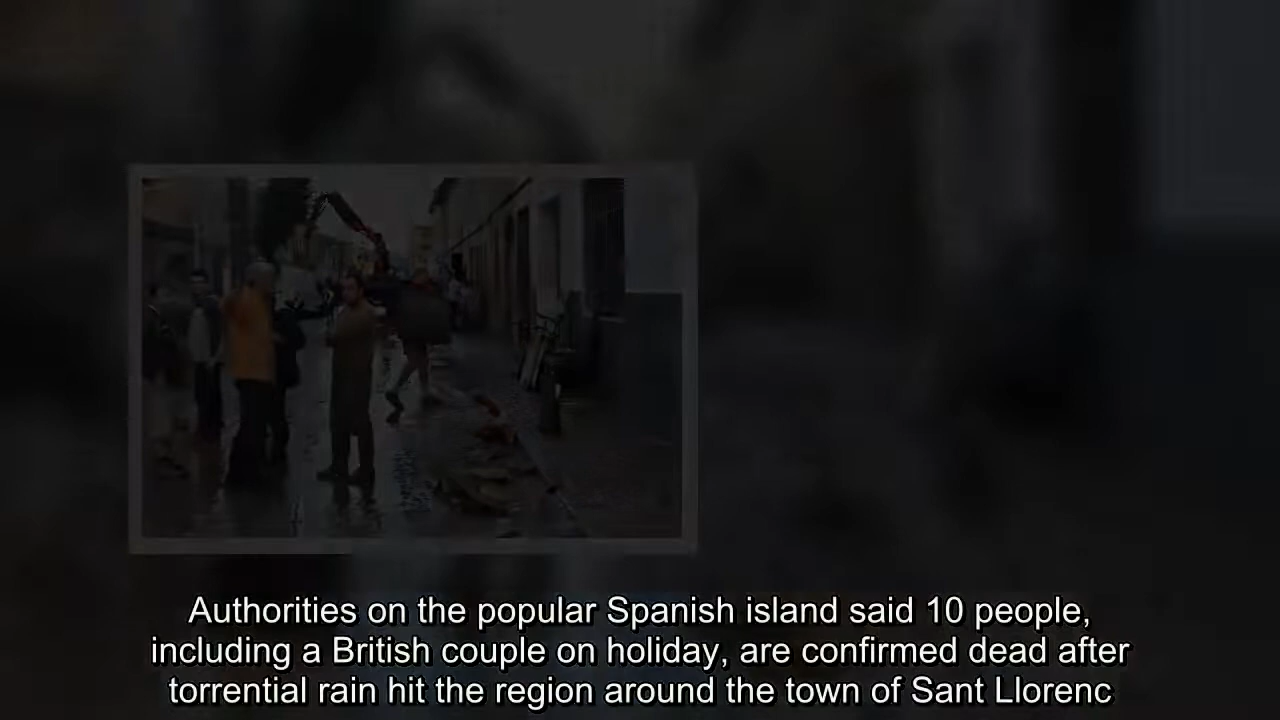 Authorities on the popular Spanish island said 10 people,
including a British couple on holiday, are confirmed dead after
torrential rain hit the region around the town of Sant Llorenc